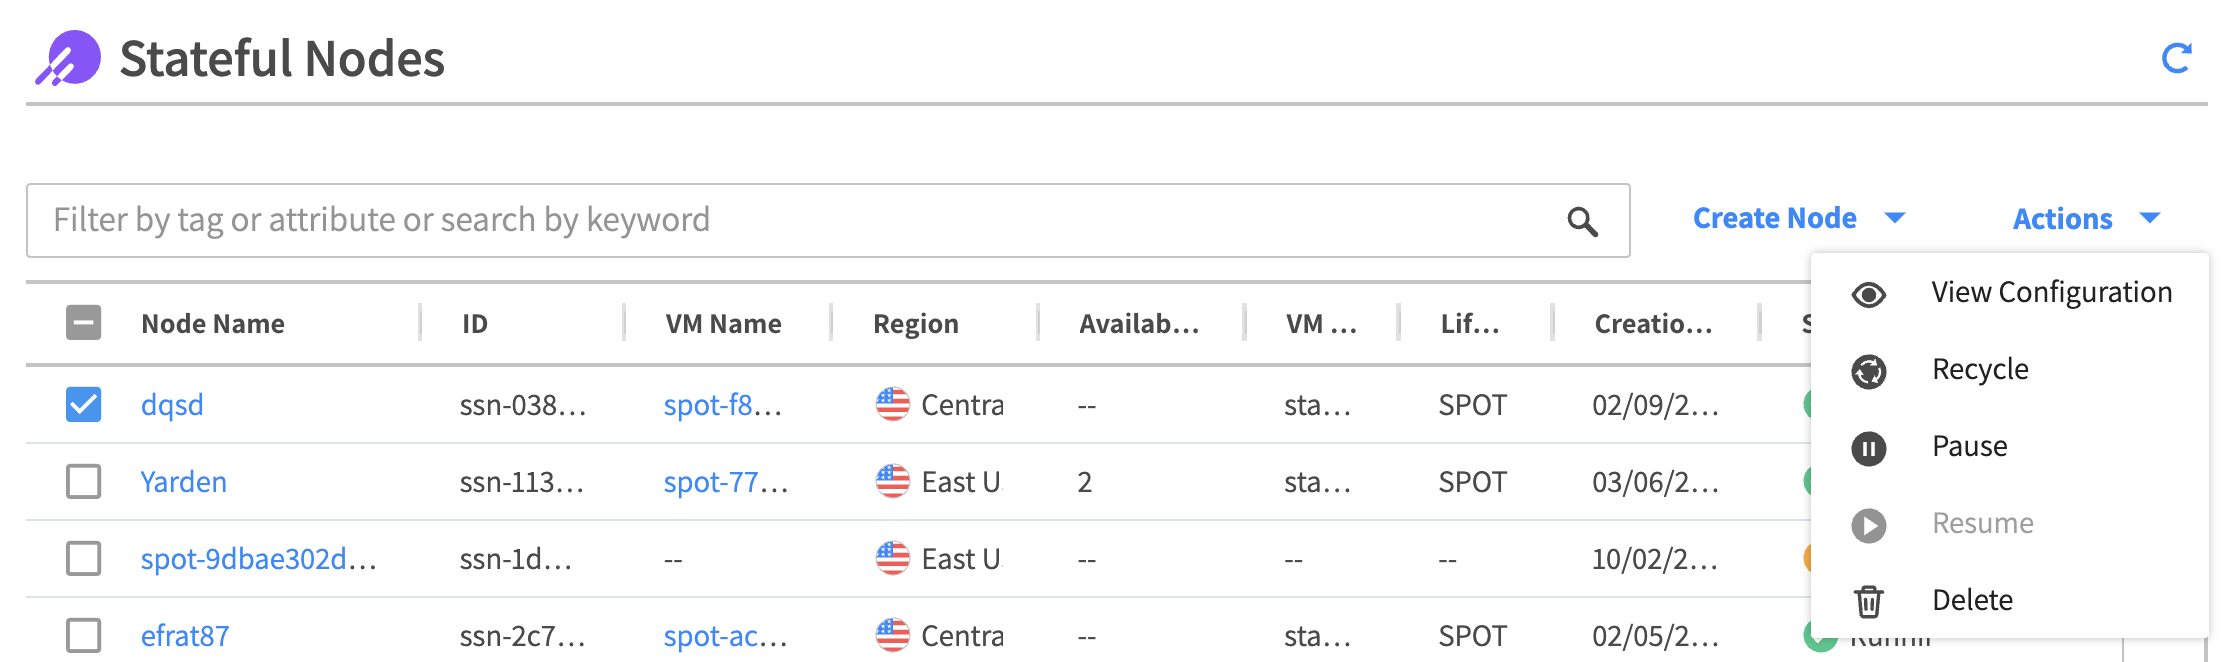 Stateful Nodes
Filter by tag or attribute or search by keyword
Create Node
Actions
Node Name ID VM Name Region Availab... VM ... Lif... Creatio...
dqsd ssn-038... spot-f8... Centra -- sta... SPOT 02/09/2...
Yarden ssn-113... spot-77... East U 2 sta... SPOT 03/06/2...
spot-9dbae302d... ssn-1d... -- East U -- -- -- 10/02/2...
efrat87 ssn-2c7... spot-ac... Centra -- sta... SPOT 02/05/2...
View Configuration
Recycle
Pause
Resume
Delete